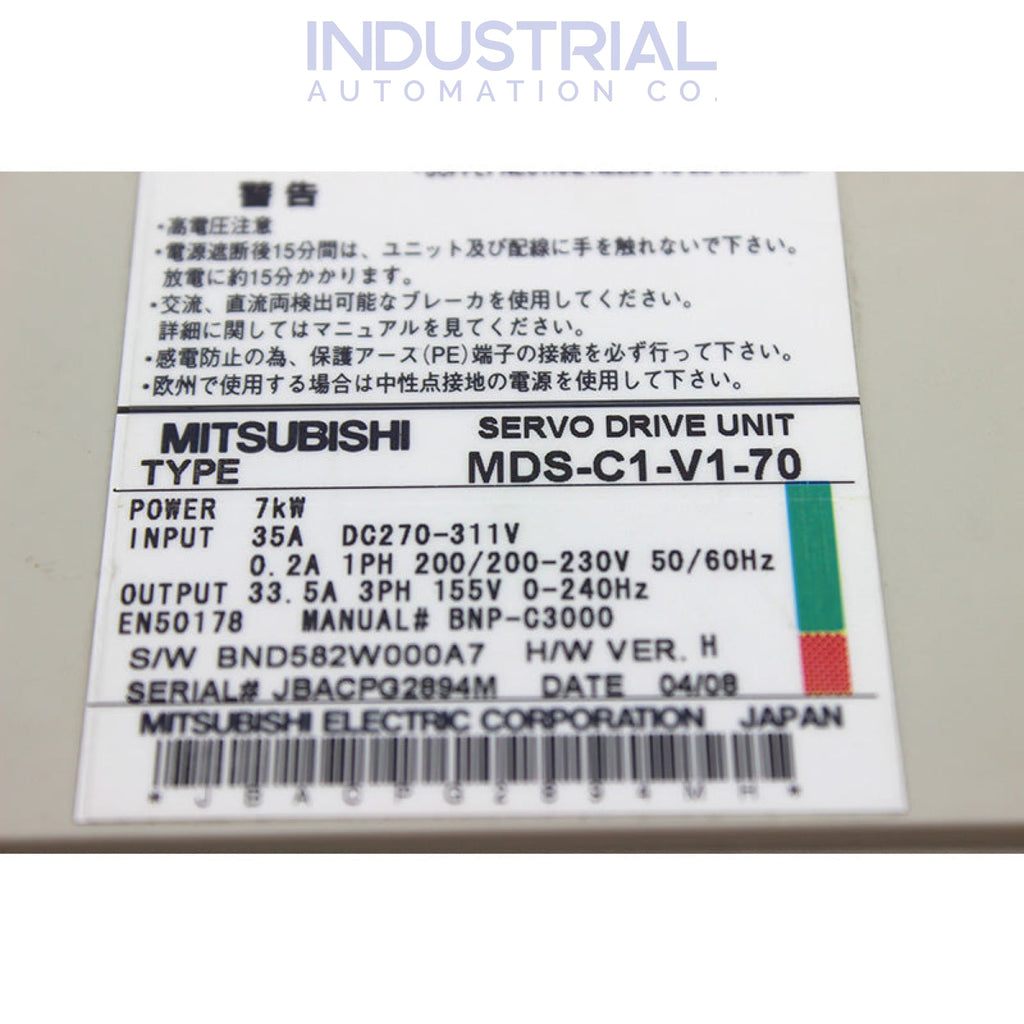 INDUSTRIAL
AUTOMATION CO.
警告
・高電圧注意
・電源遮断後15分間は、ユニット及び配線に手を触れないで下さい。
放電に約15分かかります。
・交流、直流両検出可能なブレーカを使用してください。
詳細に関してはマニュアルを見てください。
・感電防止の為、保護アース(PE)端子の接続を必ず行って下さい。
・欧州で使用する場合は中性点接地の電源を使用して下さい。
MITSUBISHI SERVO DRIVE UNIT
TYPE MDS-C1-V1-70
POWER 7kW
INPUT 35A DC270-311V
0.2A 1PH 200/200-230V 50/60Hz
OUTPUT 33.5A 3PH 155V 0-240Hz
EN50178 MANUAL# BNP-C3000
S/W BND582W000A7 H/W VER. H
SERIAL# JBACPG2894M DATE 04/08
MITSUBISHI ELECTRIC CORPORATION JAPAN